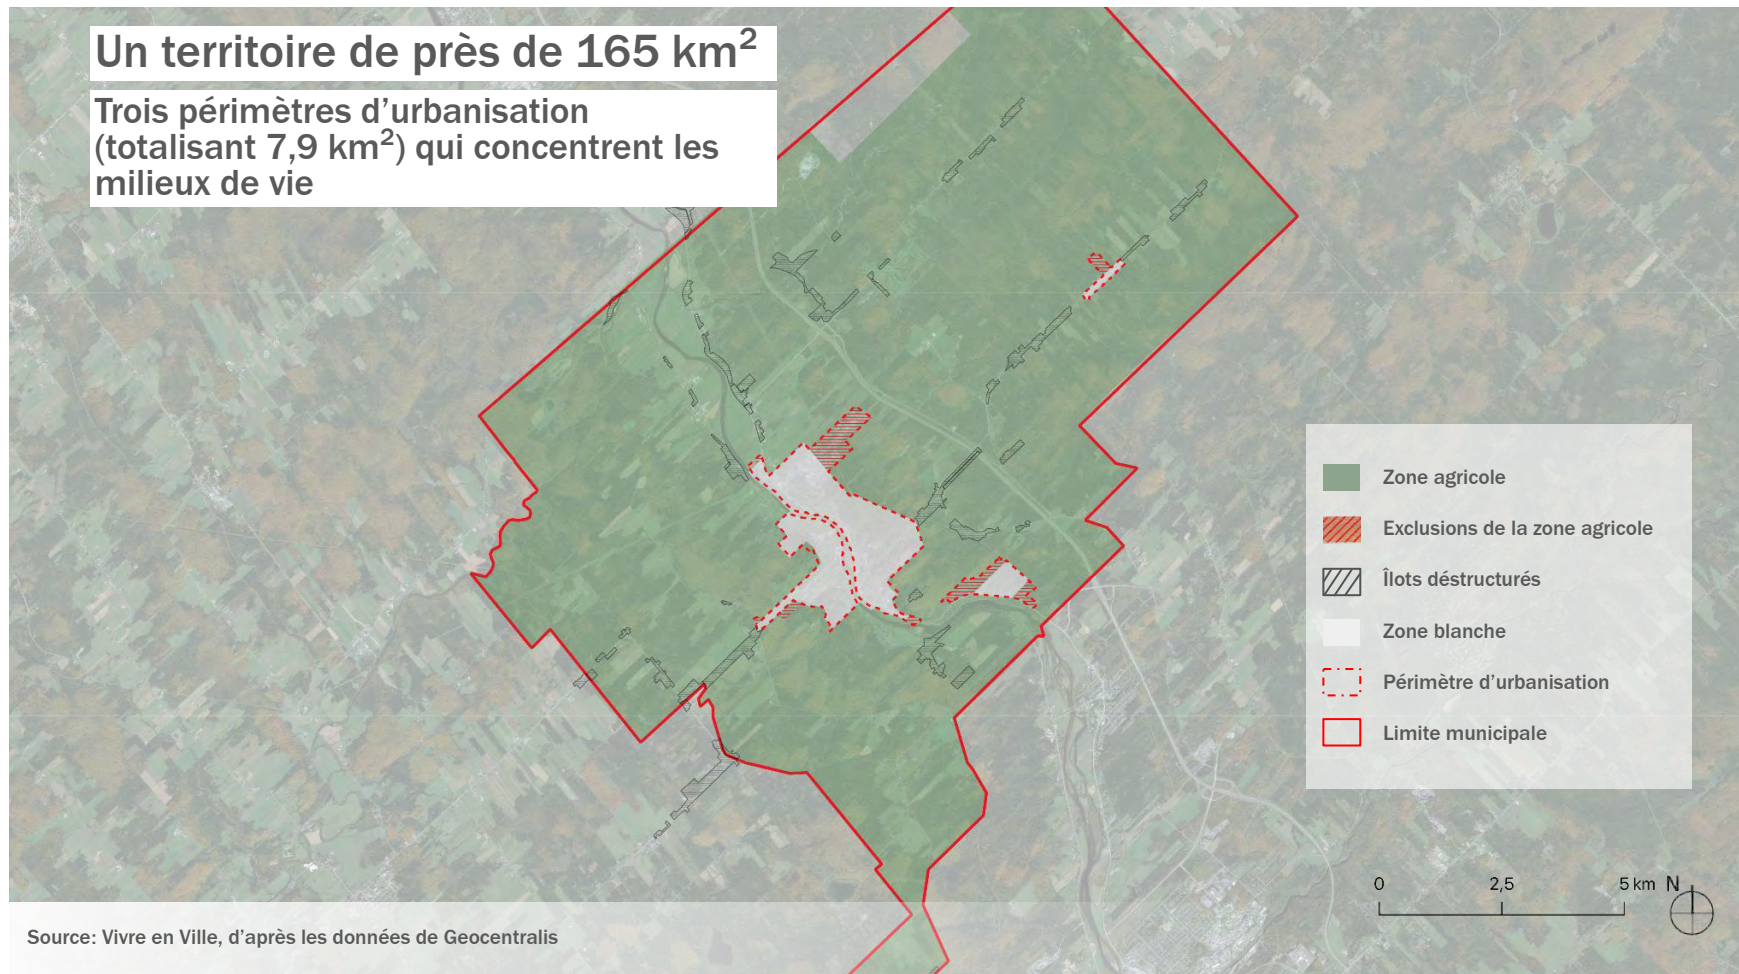 Un territoire de près de 165 km²
Trois périmètres d’urbanisation
(totalisant 7,9 km²) qui concentrent les
milieux de vie
Zone agricole
Exclusions de la zone agricole
Îlots déstructurés
Zone blanche
Périmètre d’urbanisation
Limite municipale
0 2,5 5 km N
Source: Vivre en Ville, d’après les données de Geocentralis